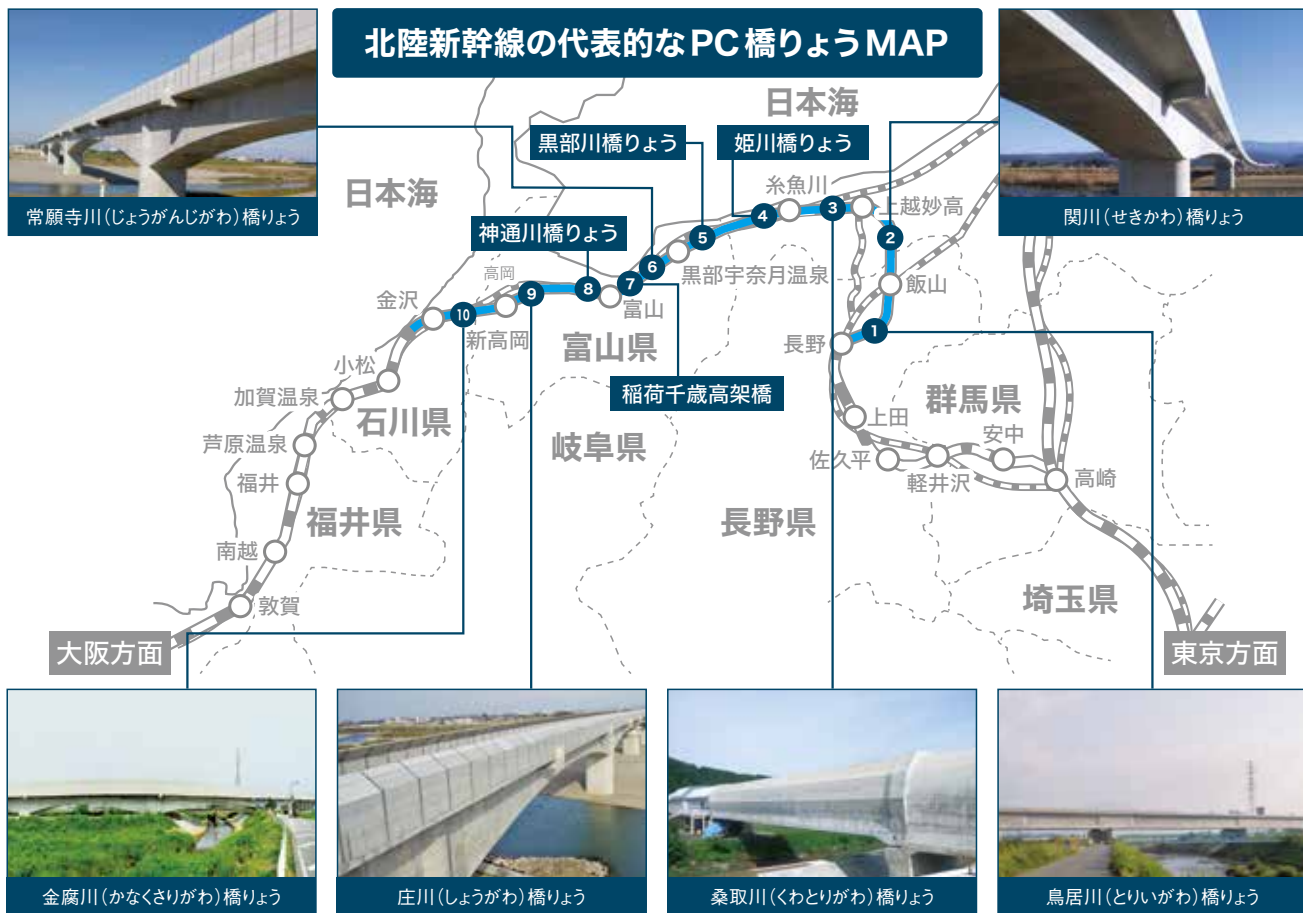 北陸新幹線の代表的なPC橋りょうMAP
常願寺川(じょうがんじがわ)橋りょう
関川(せきかわ)橋りょう
日本海
日本海
黒部川橋りょう
姫川橋りょう
神通川橋りょう
稲荷千歳高架橋
糸魚川
上越妙高
黒部宇奈月温泉
飯山
長野
高岡
金沢
新高岡
富山
小松
加賀温泉
芦原温泉
福井
南越
敦賀
上田
佐久平
軽井沢
安中
高崎
富山県
石川県
岐阜県
福井県
長野県
群馬県
埼玉県
1
2
3
4
5
6
7
8
9
10
大阪方面
東京方面
金腐川(かなくさりがわ)橋りょう
庄川(しょうがわ)橋りょう
桑取川(くわとりがわ)橋りょう
鳥居川(とりいがわ)橋りょう